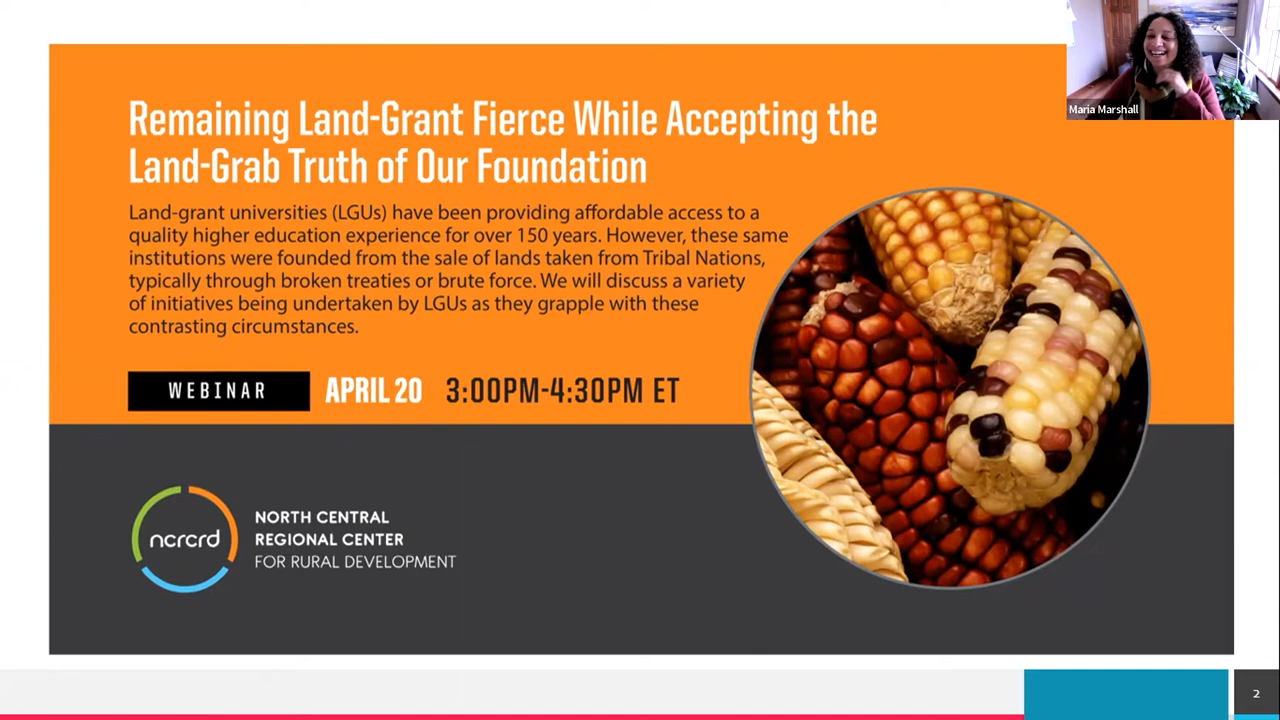 Maria Marshall
Remaining Land-Grant Fierce While Accepting the
Land-Grab Truth of Our Foundation
Land-grant universities (LGUs) have been providing affordable access to a
quality higher education experience for over 150 years. However, these same
institutions were founded from the sale of lands taken from Tribal Nations,
typically through broken treaties or brute force. We will discuss a variety
of initiatives being undertaken by LGUs as they grapple with these
contrasting circumstances.
WEBINAR APRIL 20 3:00PM-4:30PM ET
ncrcrd
NORTH CENTRAL
REGIONAL CENTER
FOR RURAL DEVELOPMENT
2